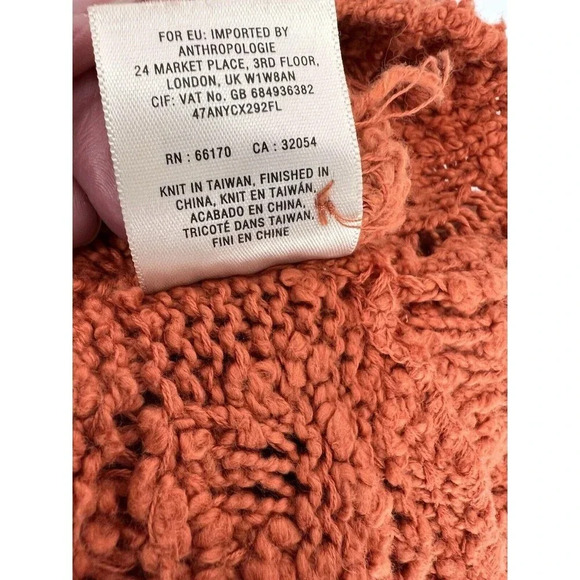 FOR EU: IMPORTED BY
ANTHROPOLOGIE
24 MARKET PLACE, 3RD FLOOR,
LONDON, UK W1W8AN
CIF: VAT No. GB 684936382
47ANYCX292FL
RN : 66170 CA : 32054
KNIT IN TAIWAN, FINISHED IN
CHINA, KNIT EN TAIWÁN,
ACABADO EN CHINA,
TRICOTÉ DANS TAIWAN,
FINI EN CHINE